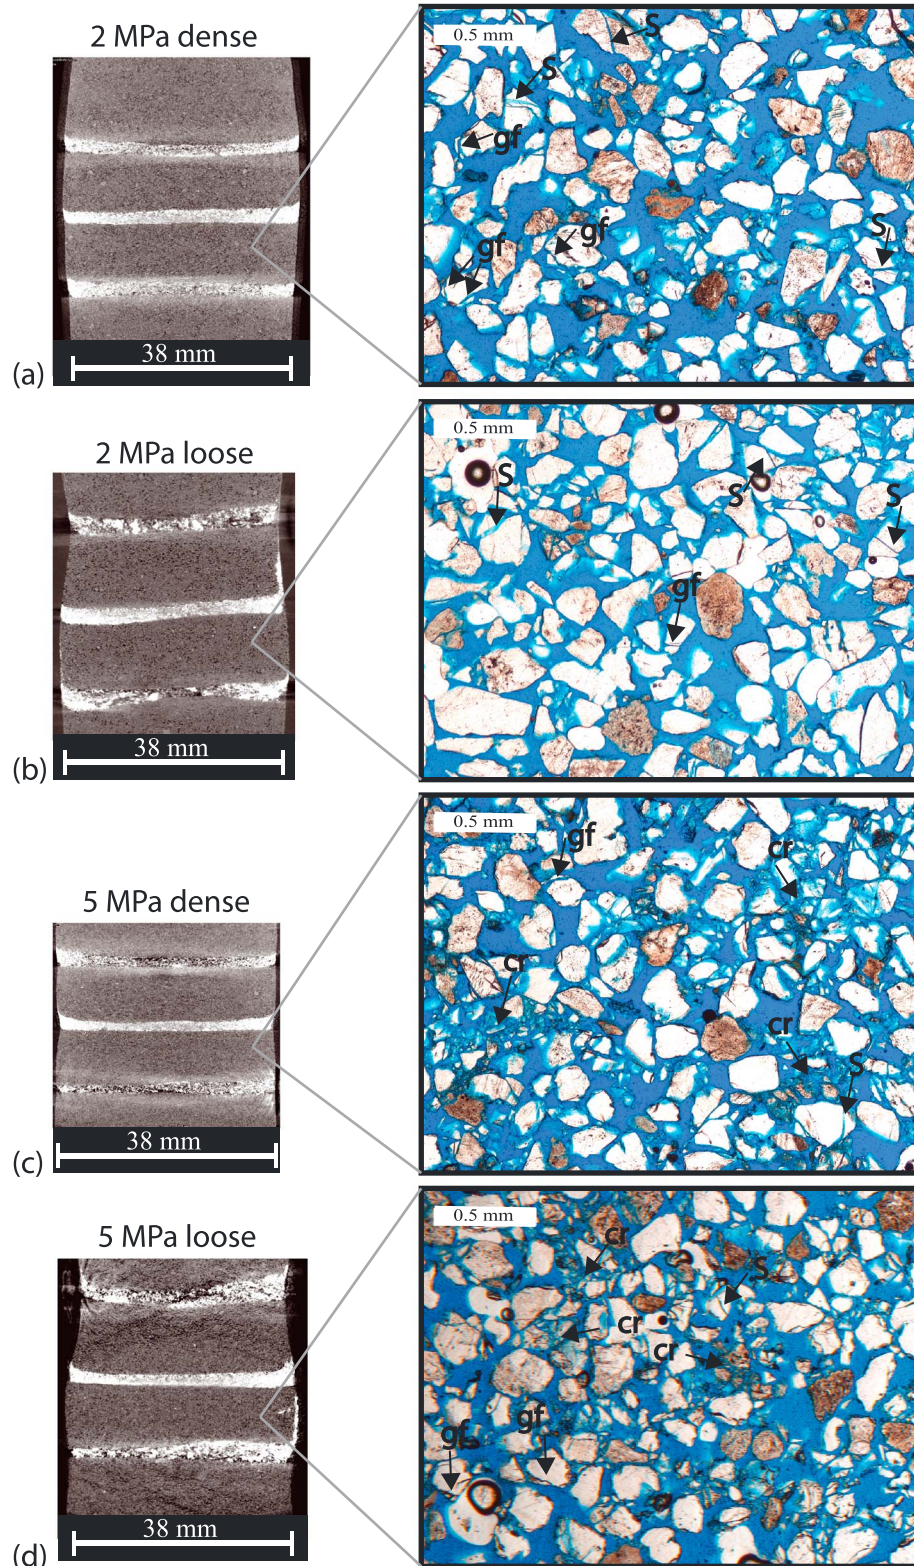 2 MPa dense
0.5 mm
S
S
gf
S
gf
gf
38 mm
(a)
2 MPa loose
0.5 mm
S
S
S
gf
38 mm
(b)
5 MPa dense
0.5 mm
gf
cr
cr
cr
S
38 mm
(c)
5 MPa loose
0.5 mm
cr
S
cr
cr
gf
gf
38 mm
(d)